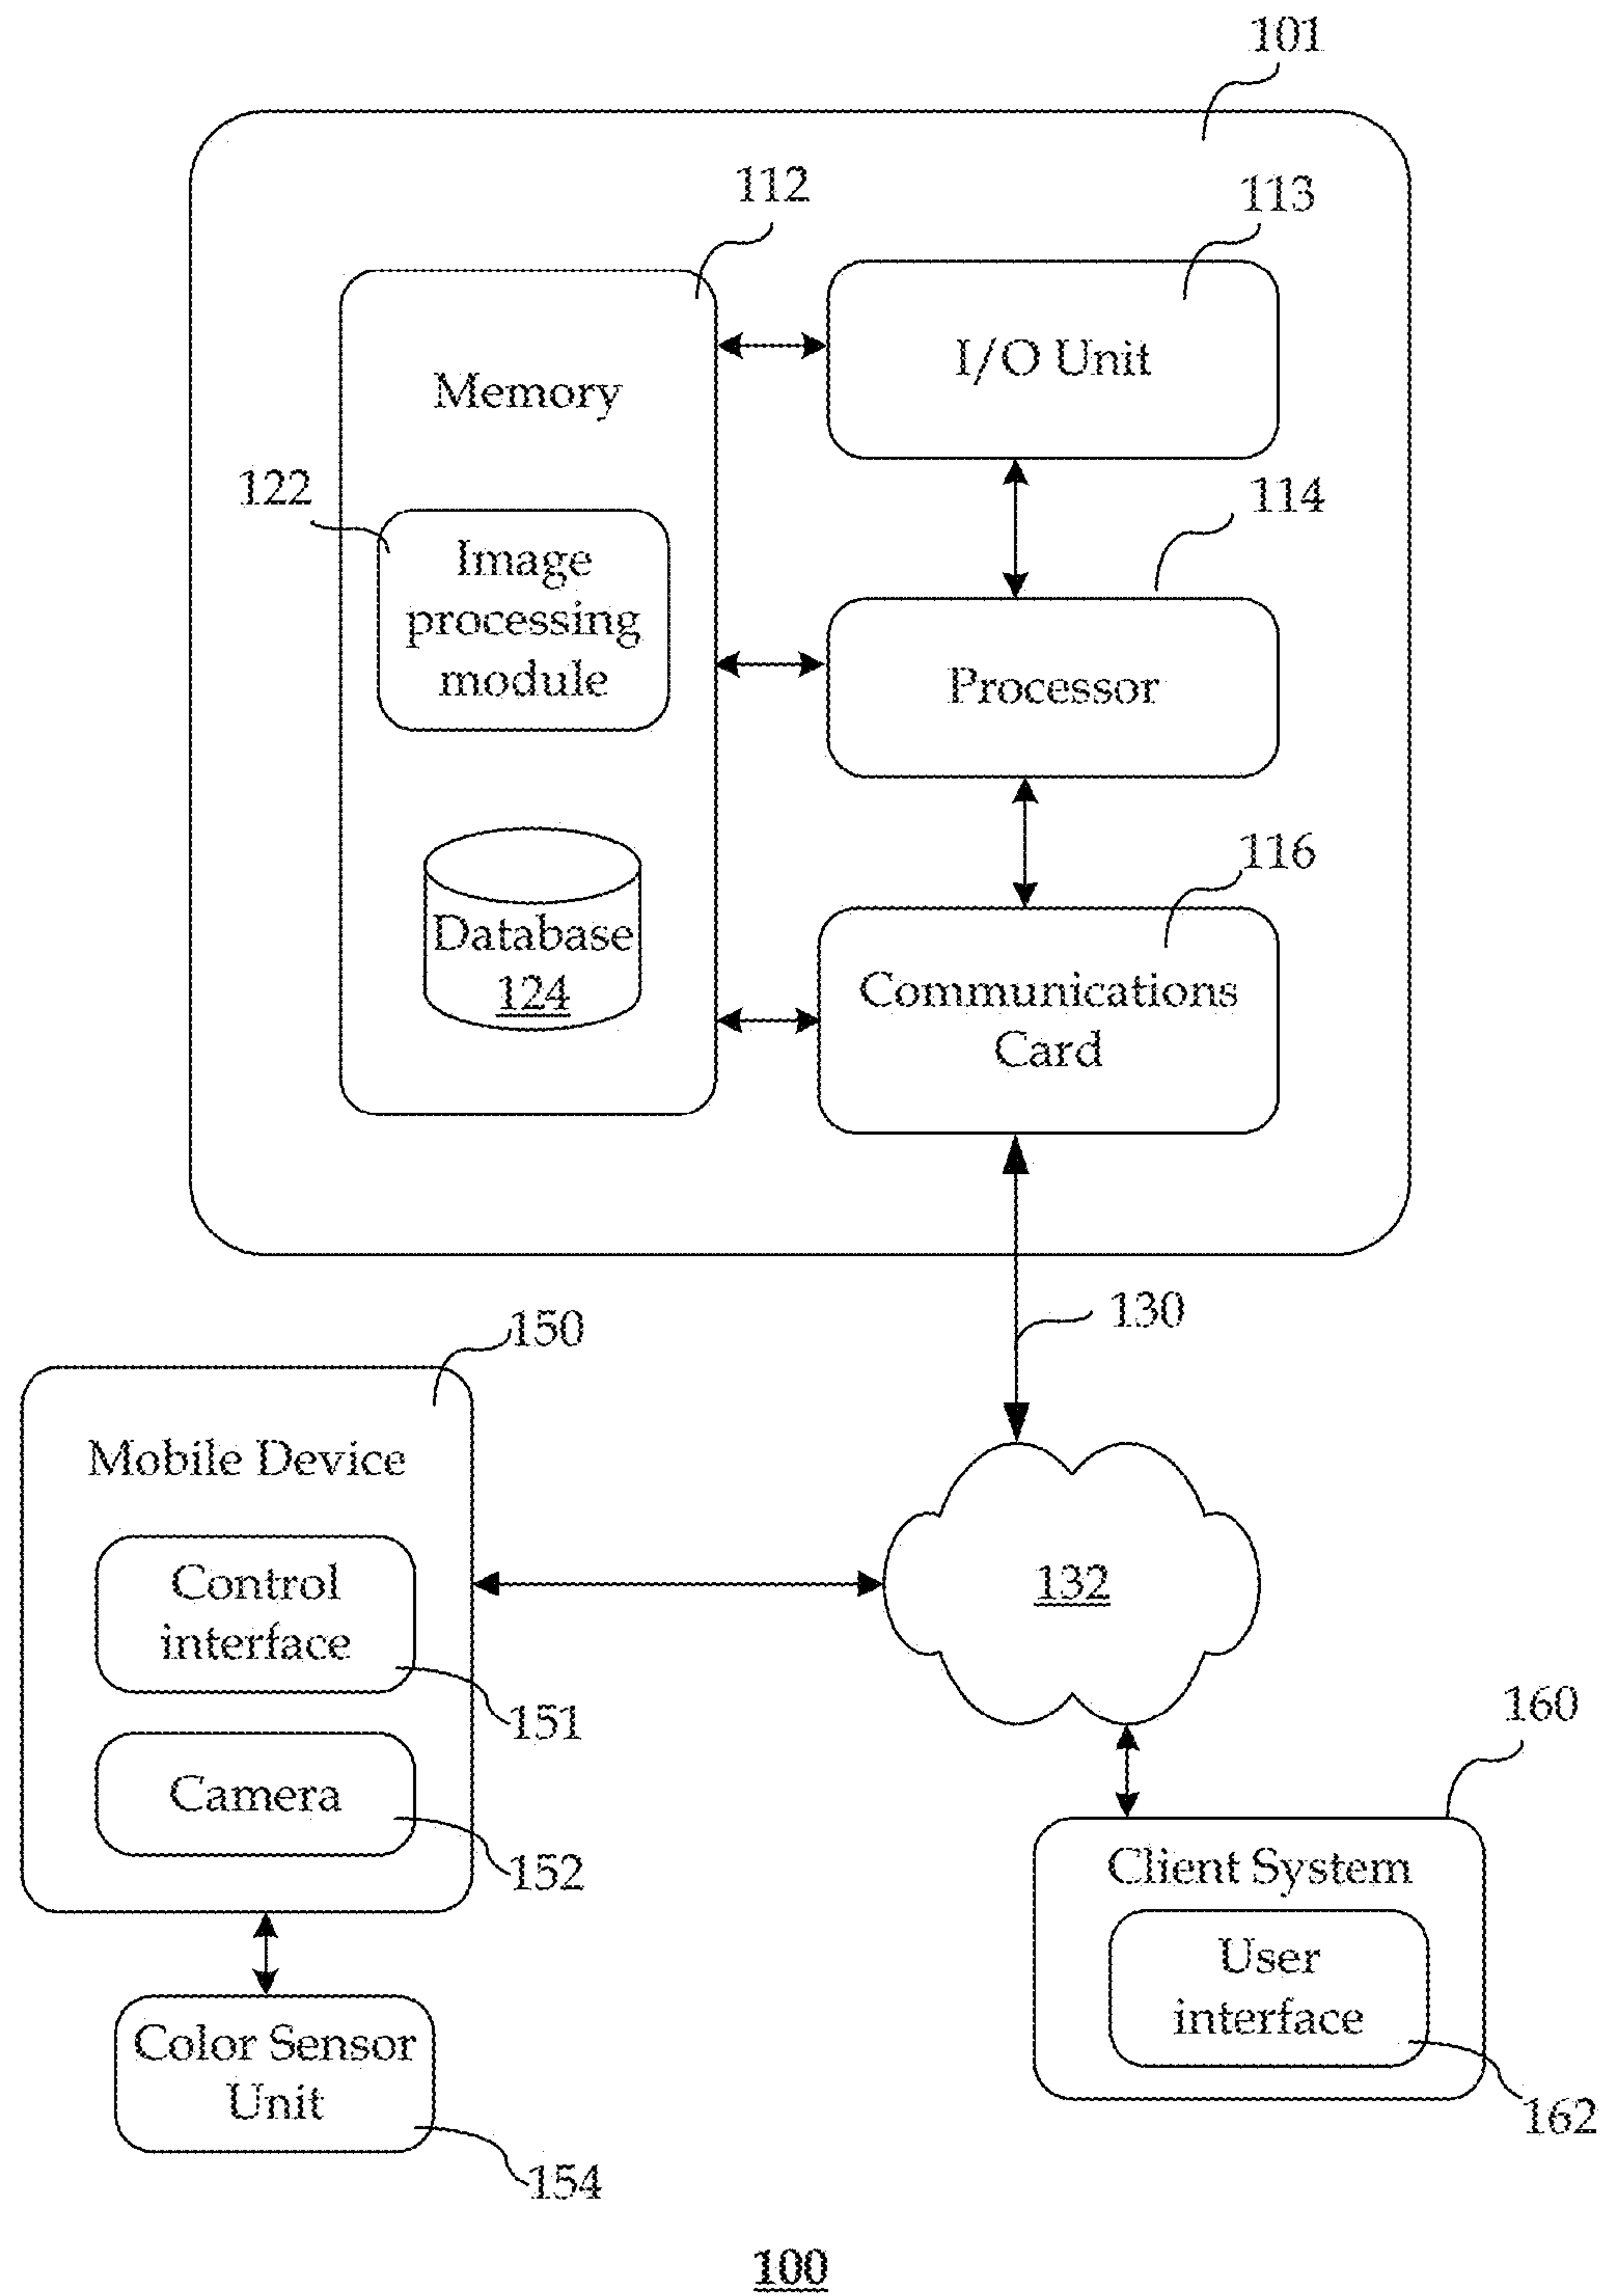 101
112
113
Memory
I/O Unit
122
114
Image
processing
module
Processor
116
Database
124
Communications
Card
130
150
Mobile Device
Control
interface
132
151
160
Camera
152
Client System
User
interface
Color Sensor
Unit
162
154
100